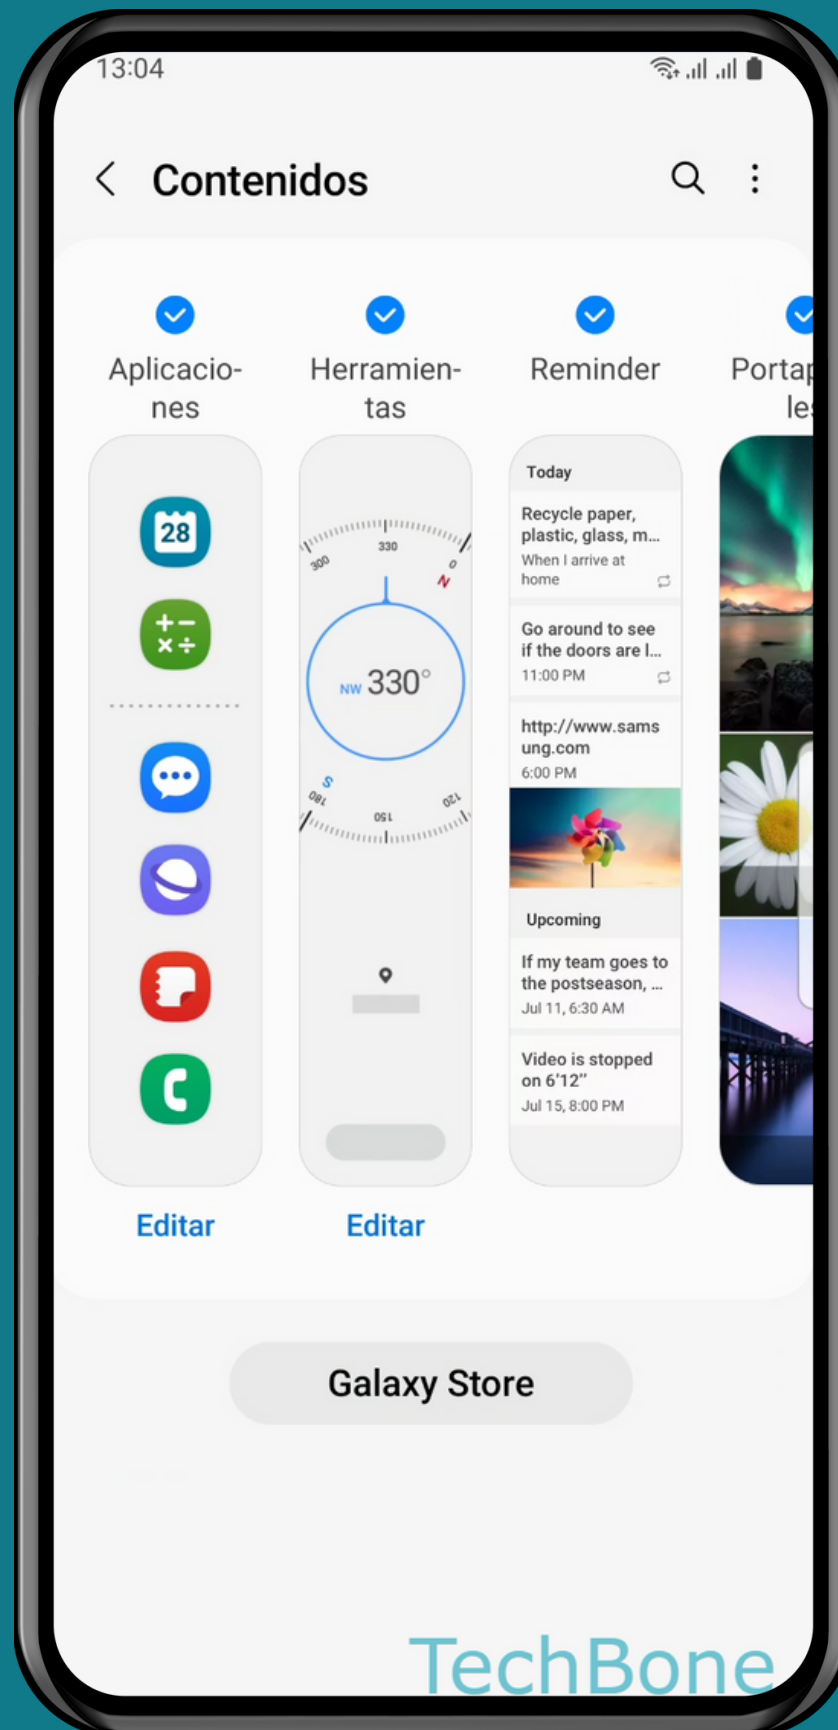 13:04
Contenidos
Aplicacio-
nes
Herramien-
tas
Reminder
28
330
300
0
N
NW 330°
S
180
150
120
Today
Recycle paper,
plastic, glass, m...
When I arrive at
home
Go around to see
if the doors are l...
11:00 PM
http://www.sams
ung.com
6:00 PM
Upcoming
If my team goes to
the postseason, ...
Jul 11, 6:30 AM
Video is stopped
on 6'12"
Jul 15, 8:00 PM
Editar
Editar
Galaxy Store
TechBone